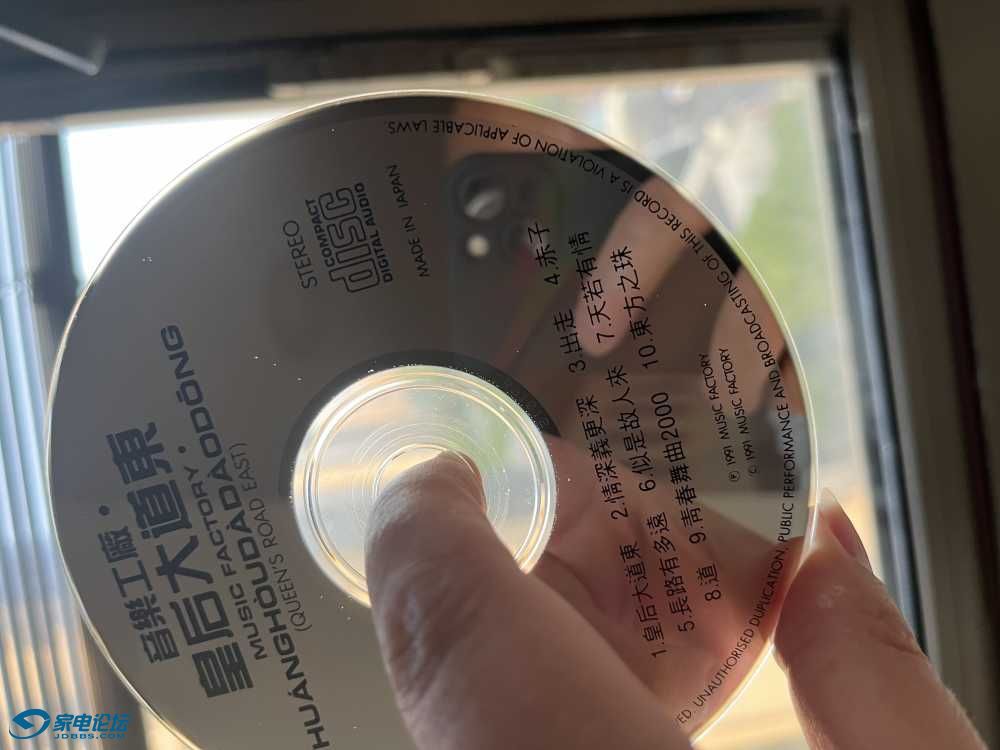 音樂工廠・
皇后大道東
MUSIC FACTORY・
HUÁNGHÒUDÀDÀODŌNG
(QUEEN'S ROAD EAST)
STEREO
COMPACT
disc
DIGITAL AUDIO
MADE IN JAPAN
1.皇后大道東 2.情深義更深 3.出走 4.赤子
5.長路有多遠 6.似是故人來 7.天若有情
8.道 9.青春舞曲2000 10.東方之珠
Ⓟ 1991 MUSIC FACTORY
© 1991 MUSIC FACTORY
ED. UNAUTHORISED DUPLICATION, PUBLIC PERFORMANCE AND BROADCASTING OF THIS RECORD IS A VIOLATION OF APPLICABLE LAWS.
家电论坛
JDBBS.COM